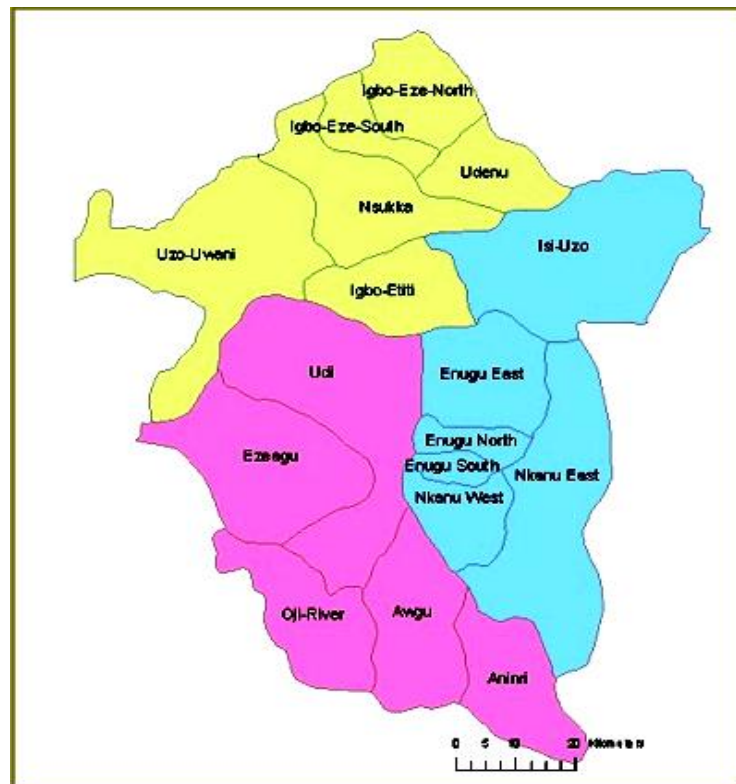 Igbo-Eze-North
Igbo-Eze-South
Udenu
Nsukka
Isi-Uzo
Uzo-Uwani
Igbo-Etiti
Udi
Enugu East
Enugu North
Ezeagu
Enugu South
Nkanu East
Nkanu West
Oji-River
Awgu
Aninri
0 5 10 20 Kilometers